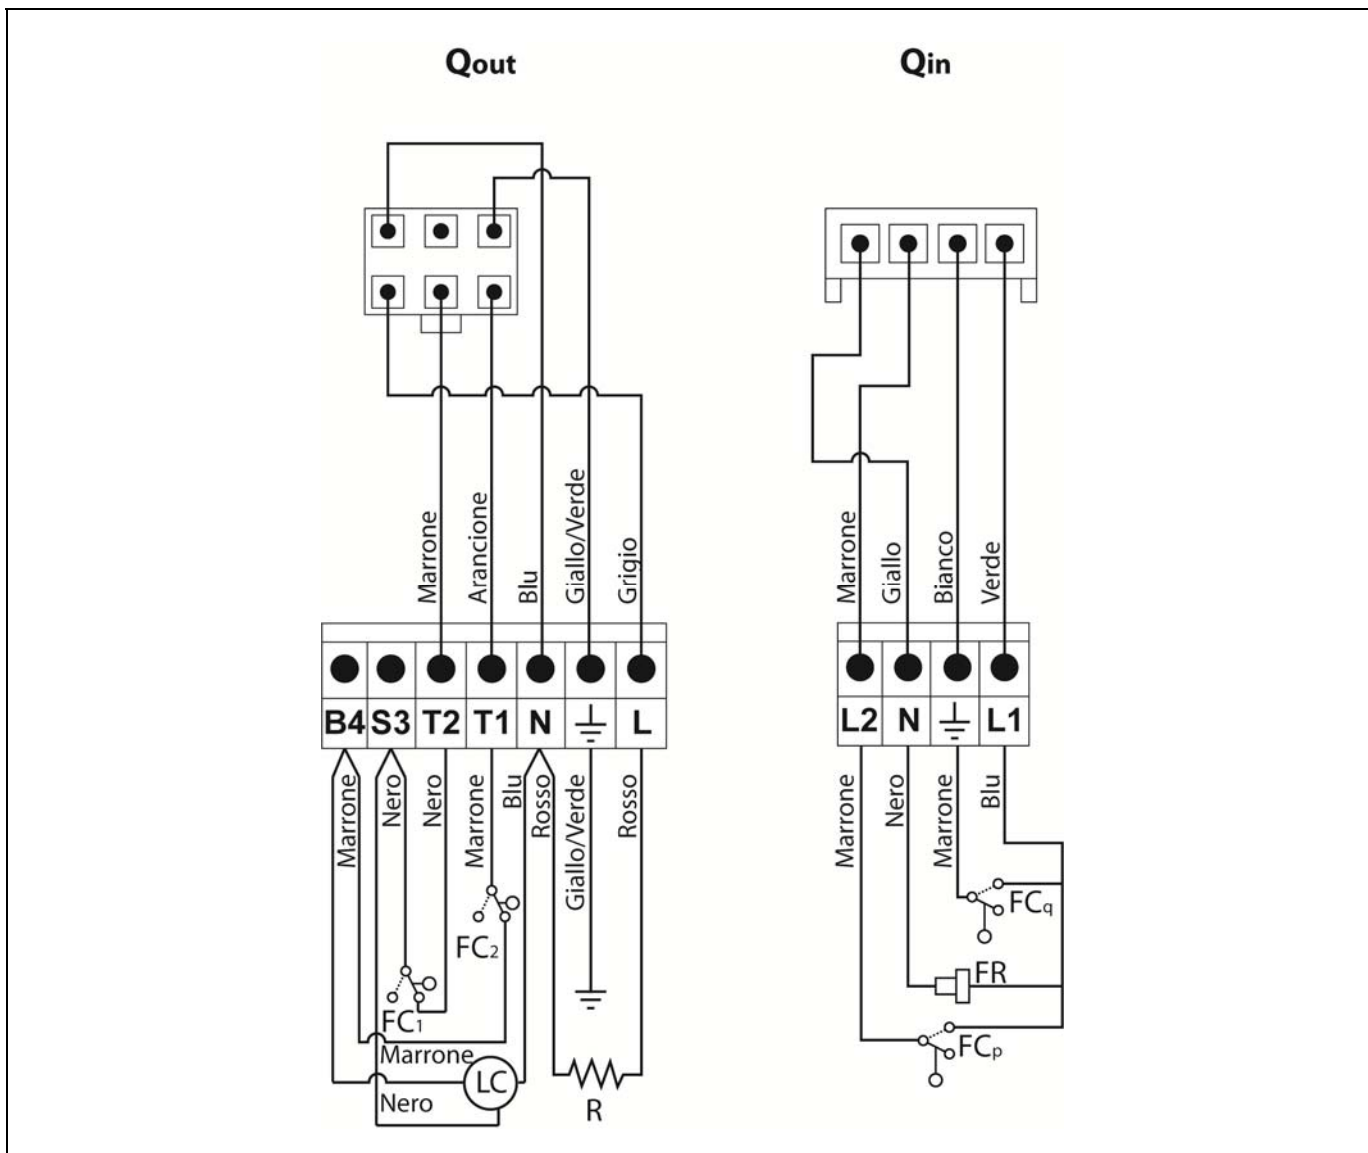 Qout
Qin
Marrone
Arancione
Blu
Giallo/Verde
Grigio
Marrone
Giallo
Bianco
Verde
B4 S3 T2 T1 N L
L2 N L1
Marrone
Nero
Nero
Marrone
Blu
Rosso
Giallo/Verde
Rosso
Marrone
Nero
Marrone
Blu
FCq
FC2
FR
FC1
FCp
Marrone
LC
Nero
R